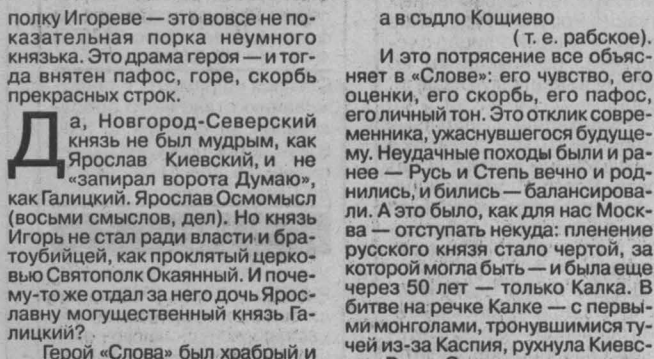 полку Игореве — это вовсе не по-
казательная порка неумного
князька. Это драма героя — и тог-
да внятен пафос, горе, скорбь
прекрасных строк.
Да, Новгород-Северский
князь не был мудрым, как
Ярослав Киевский, и не
«запирал ворота Думаю»,
как Галицкий. Ярослав Осмомысл
(восьми смыслов, дел). Но князь
Игорь не стал ради власти и бра-
тоубийцей, как проклятый церко-
вью Святополк Окаянный. И поче-
му-то же отдал за него дочь Ярос-
лавну могущественный князь Га-
лицкий?
Герой «Слова» был храбрый и
а в съдло Кощиево
( т. е. рабское).
И это потрясение все объяс-
няет в «Слове»: его чувство, его
оценки, его скорбь, его пафос,
его личный тон. Это отклик совре-
менника, ужаснувшегося будуще-
му. Неудачные походы были и ра-
нее — Русь и Степь вечно и род-
нились, и бились — балансирова-
ли. А это было, как для нас Моск-
ва — отступать некуда: пленение
русского князя стало чертой, за
которой могла быть — и была еще
через 50 лет — только Калка. В
битве на речке Калке — с первы-
ми монголами, тронувшимися ту-
чей из-за Каспия, рухнула Киевс-